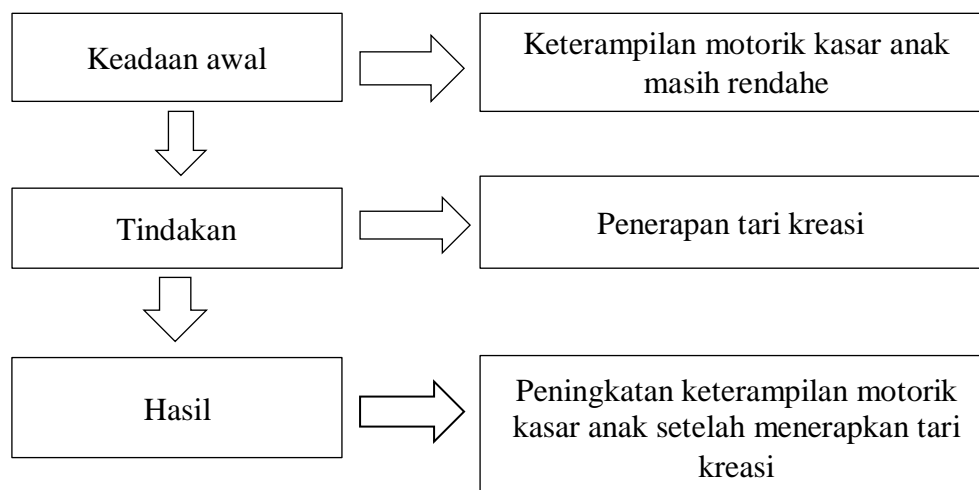 Keadaan awal
Keterampilan motorik kasar anak
masih rendahe
Tindakan
Penerapan tari kreasi
Hasil
Peningkatan keterampilan motorik
kasar anak setelah menerapkan tari
kreasi